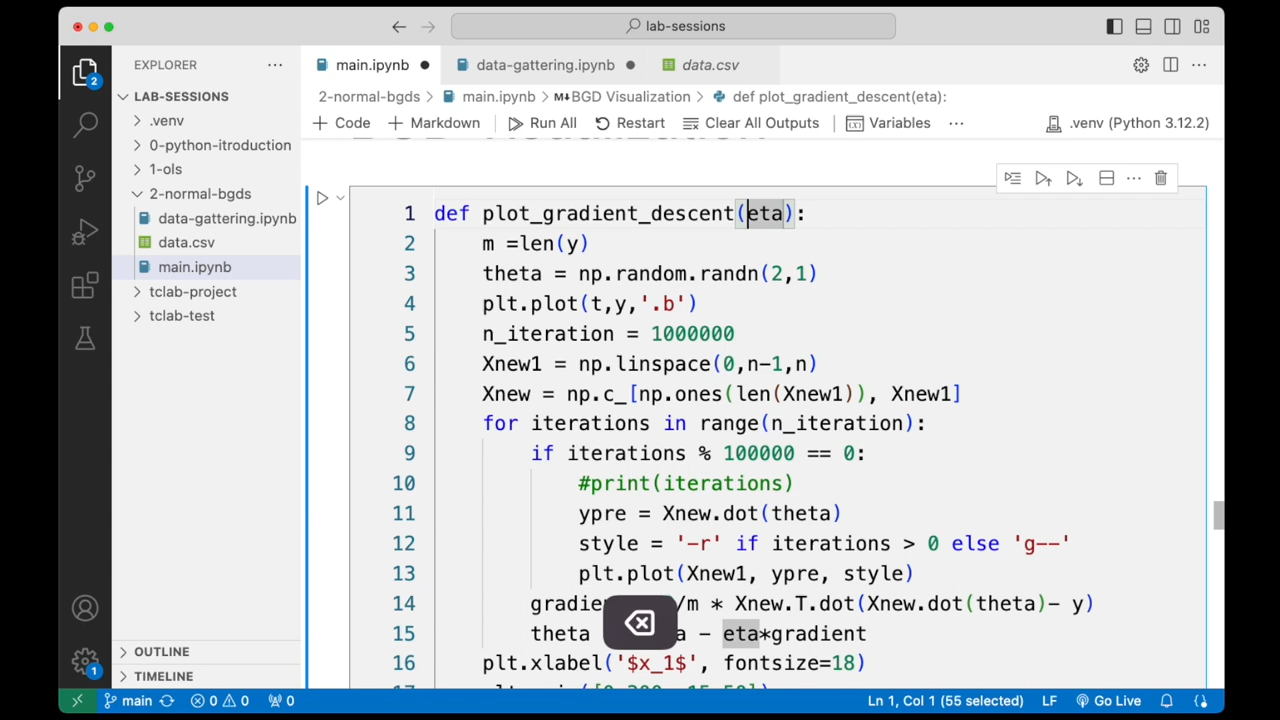 lab-sessions
EXPLORER
main.ipynb
data-gattering.ipynb
data.csv
2
LAB-SESSIONS
2-normal-bgds > main.ipynb > M↓BGD Visualization > def plot_gradient_descent(eta):
.venv
Code
Markdown
Run All
Restart
Clear All Outputs
Variables
.venv (Python 3.12.2)
0-python-itroduction
1-ols
2-normal-bgds
data-gattering.ipynb
data.csv
main.ipynb
tclab-project
tclab-test
1 def plot_gradient_descent(eta):
2 m =len(y)
3 theta = np.random.randn(2,1)
4 plt.plot(t,y,'.b')
5 n_iteration = 1000000
6 Xnew1 = np.linspace(0,n-1,n)
7 Xnew = np.c_[np.ones(len(Xnew1)), Xnew1]
8 for iterations in range(n_iteration):
9 if iterations % 100000 == 0:
10 #print(iterations)
11 ypre = Xnew.dot(theta)
12 style = '-r' if iterations > 0 else 'g--'
13 plt.plot(Xnew1, ypre, style)
14 gradie /m * Xnew.T.dot(Xnew.dot(theta)- y)
15 theta a - eta*gradient
16 plt.xlabel('$x_1$', fontsize=18)
OUTLINE
TIMELINE
1
main
0 0
0
Ln 1, Col 1 (55 selected)
LF
Go Live